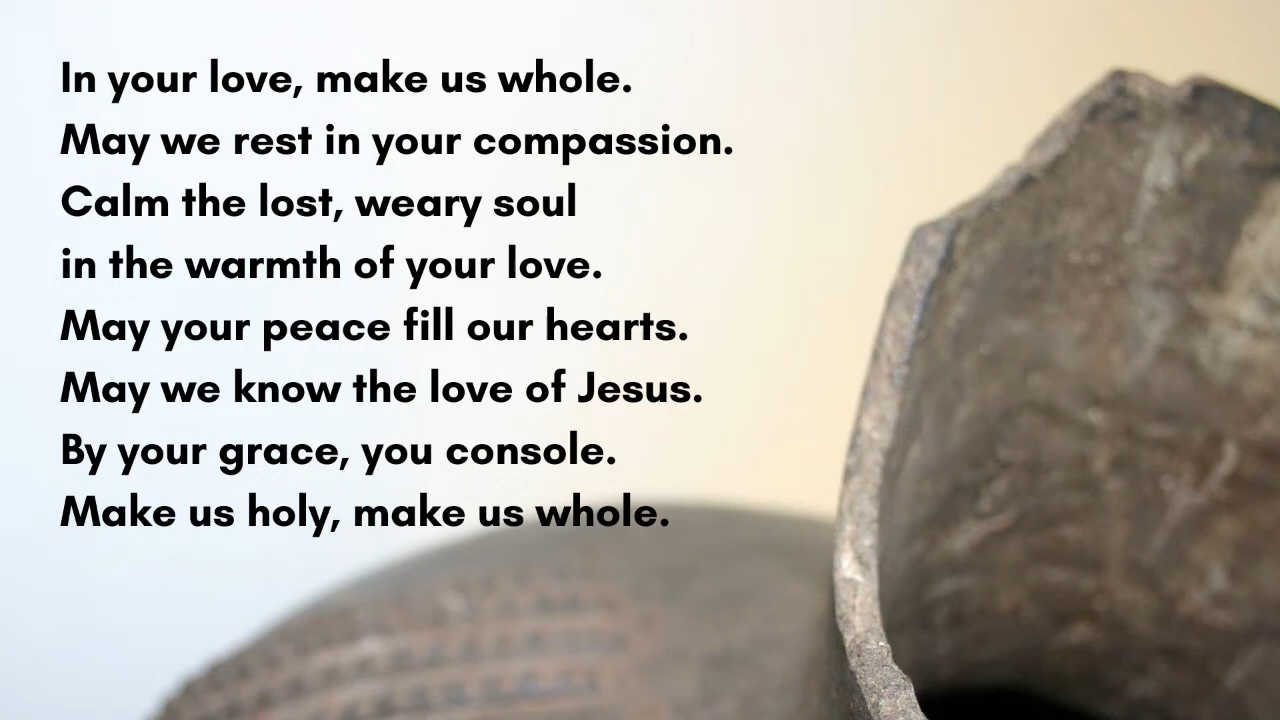 In your love, make us whole.
May we rest in your compassion.
Calm the lost, weary soul
in the warmth of your love.
May your peace fill our hearts.
May we know the love of Jesus.
By your grace, you console.
Make us holy, make us whole.